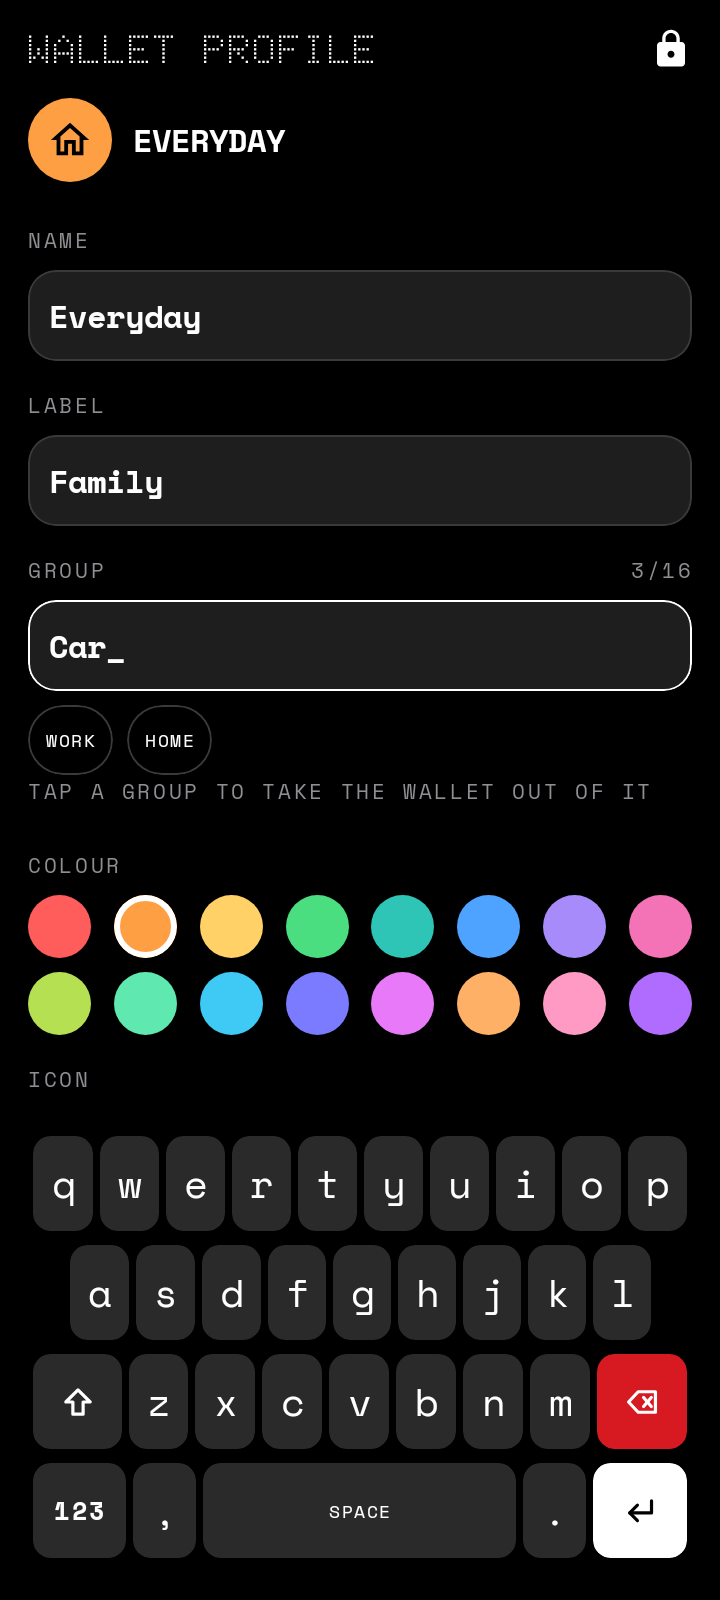 WALLET PROFILE
EVERYDAY
NAME
Everyday
LABEL
Family
GROUP 3/16
Car_
WORK HOME
TAP A GROUP TO TAKE THE WALLET OUT OF IT
COLOUR
ICON
q w e r t y u i o p
a s d f g h j k l
z x c v b n m
123 , SPACE .